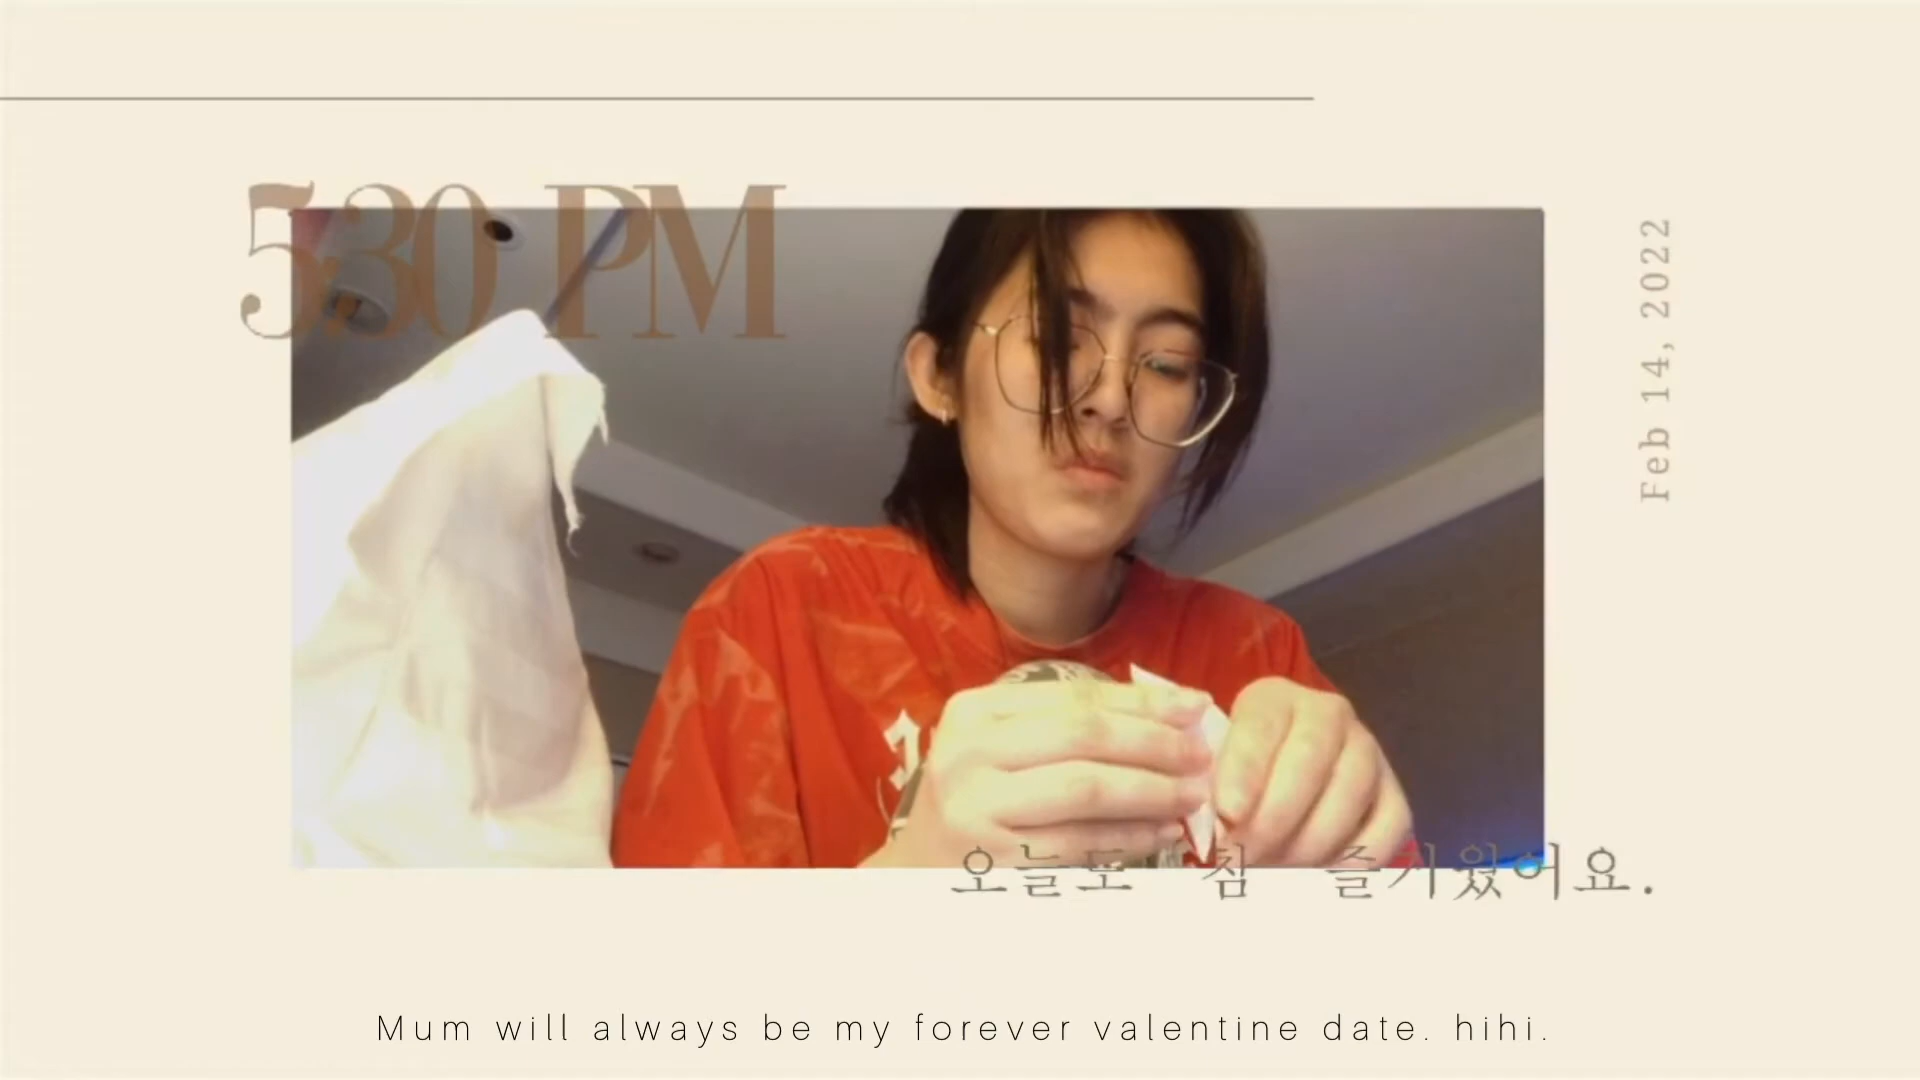 5:30 PM
Feb 14, 2022
오늘도 참 즐거웠어요.
Mum will always be my forever valentine date. hihi.